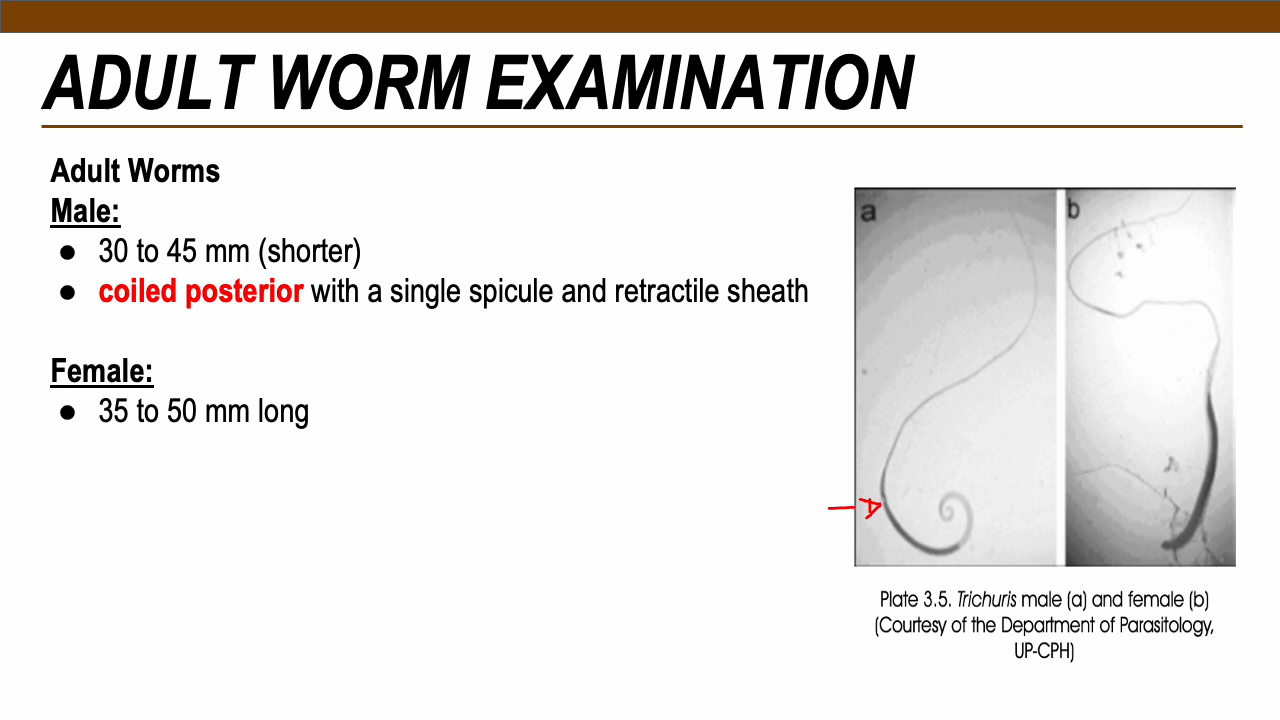 ADULT WORM EXAMINATION
Adult Worms
Male:
● 30 to 45 mm (shorter)
● coiled posterior with a single spicule and retractile sheath
Female:
● 35 to 50 mm long
a
b
Plate 3.5. Trichuris male (a) and female (b)
(Courtesy of the Department of Parasitology,
UP-CPH)